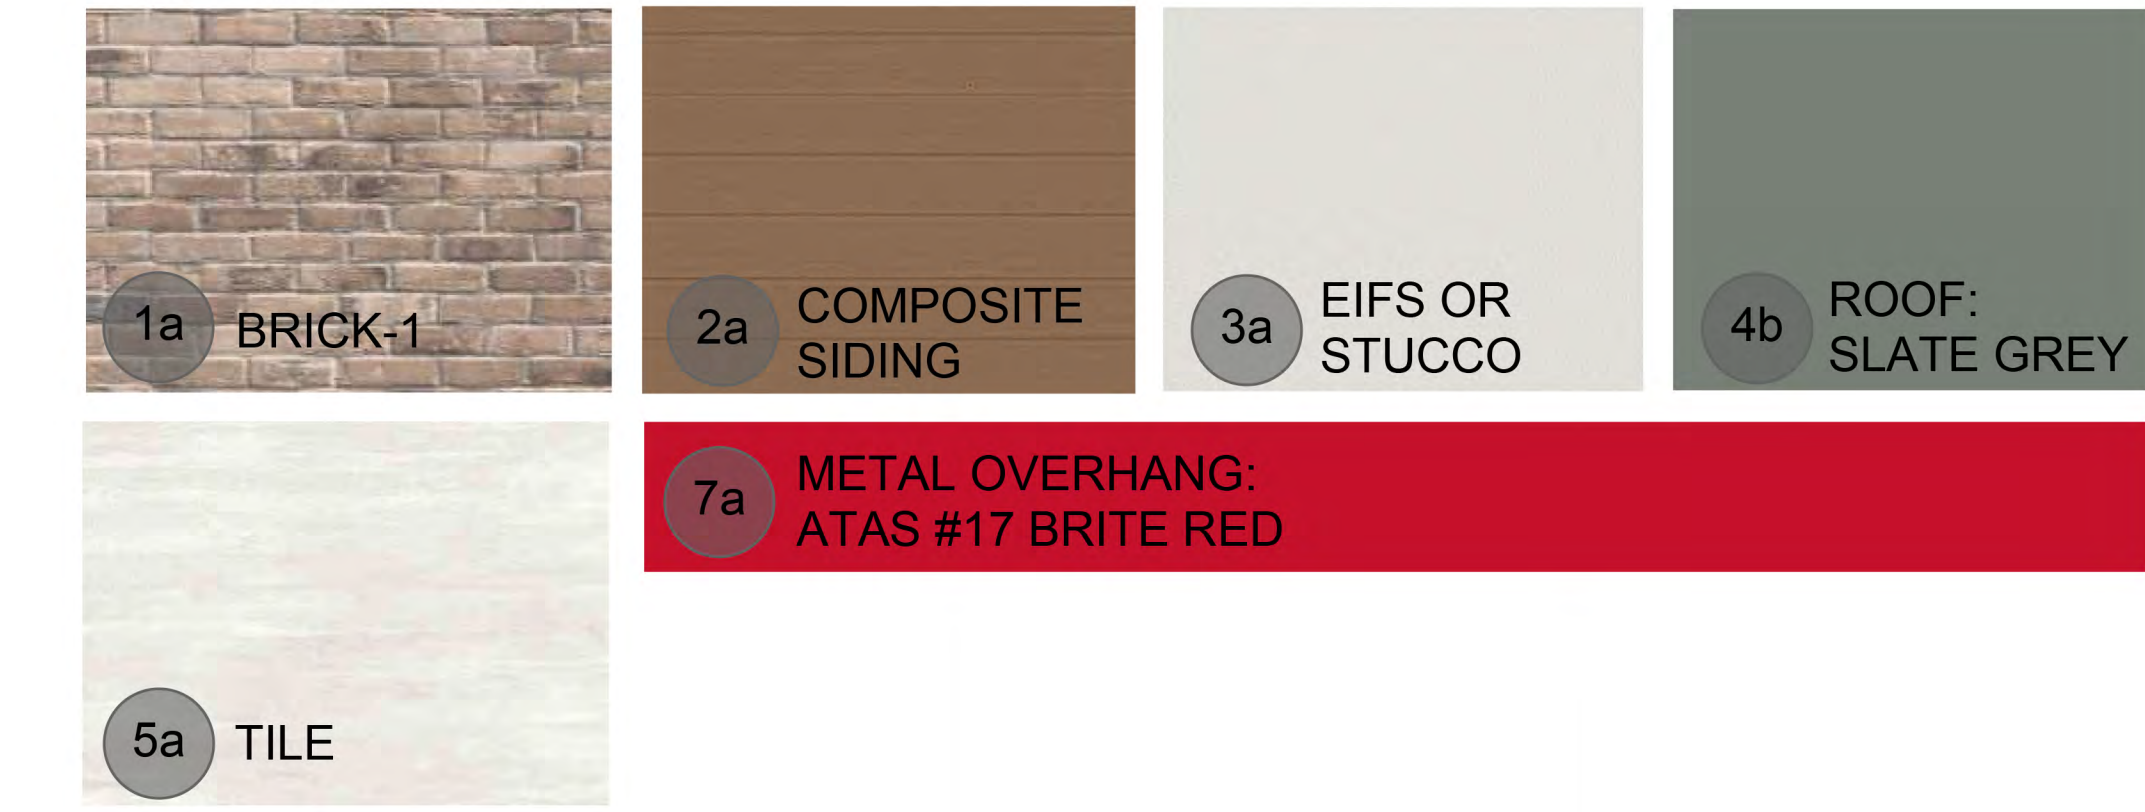 1a BRICK-1
2a COMPOSITE
SIDING
3a EIFS OR
STUCCO
4b ROOF:
SLATE GREY
5a TILE
7a METAL OVERHANG:
ATAS #17 BRITE RED